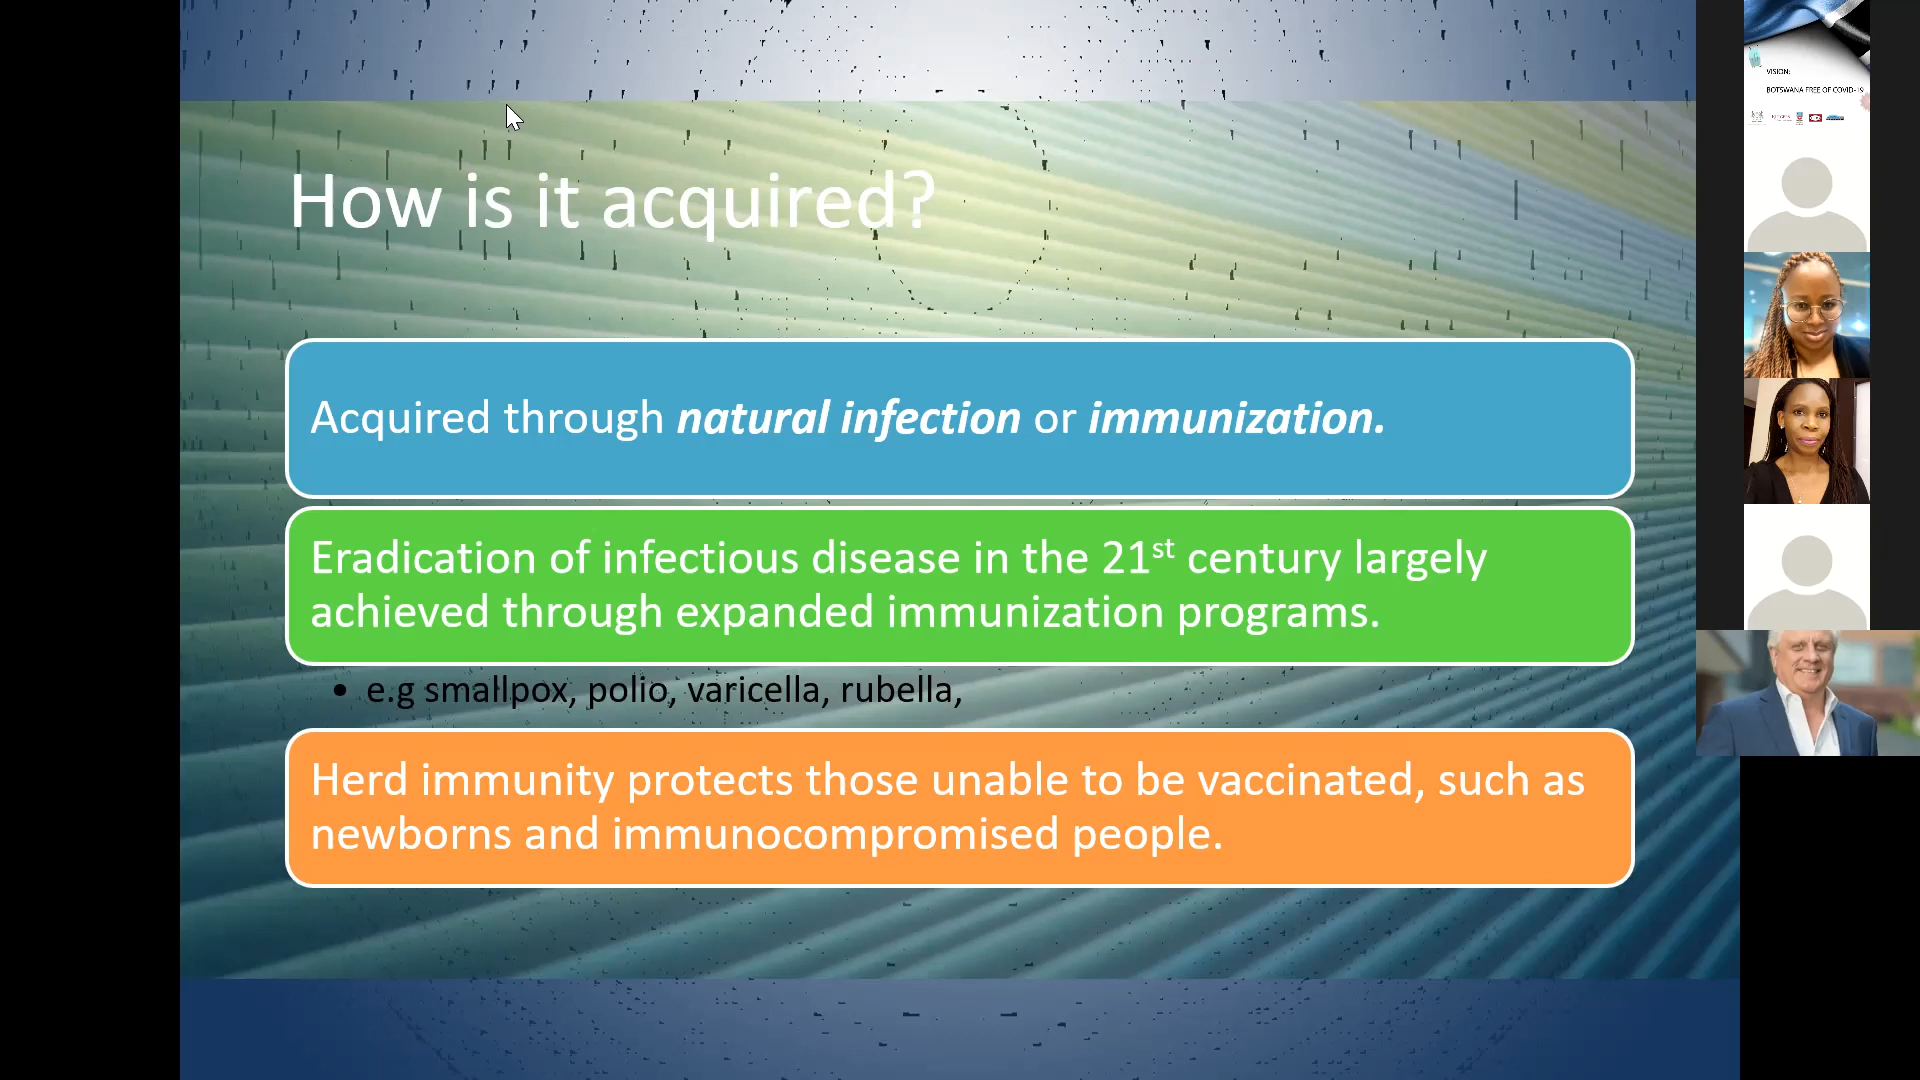 How is it acquired?
Acquired through natural infection or immunization.
Eradication of infectious disease in the 21st century largely
achieved through expanded immunization programs.
• e.g smallpox, polio, varicella, rubella,
Herd immunity protects those unable to be vaccinated, such as
newborns and immunocompromised people.
VISION:
BOTSWANA FREE OF COVID-19